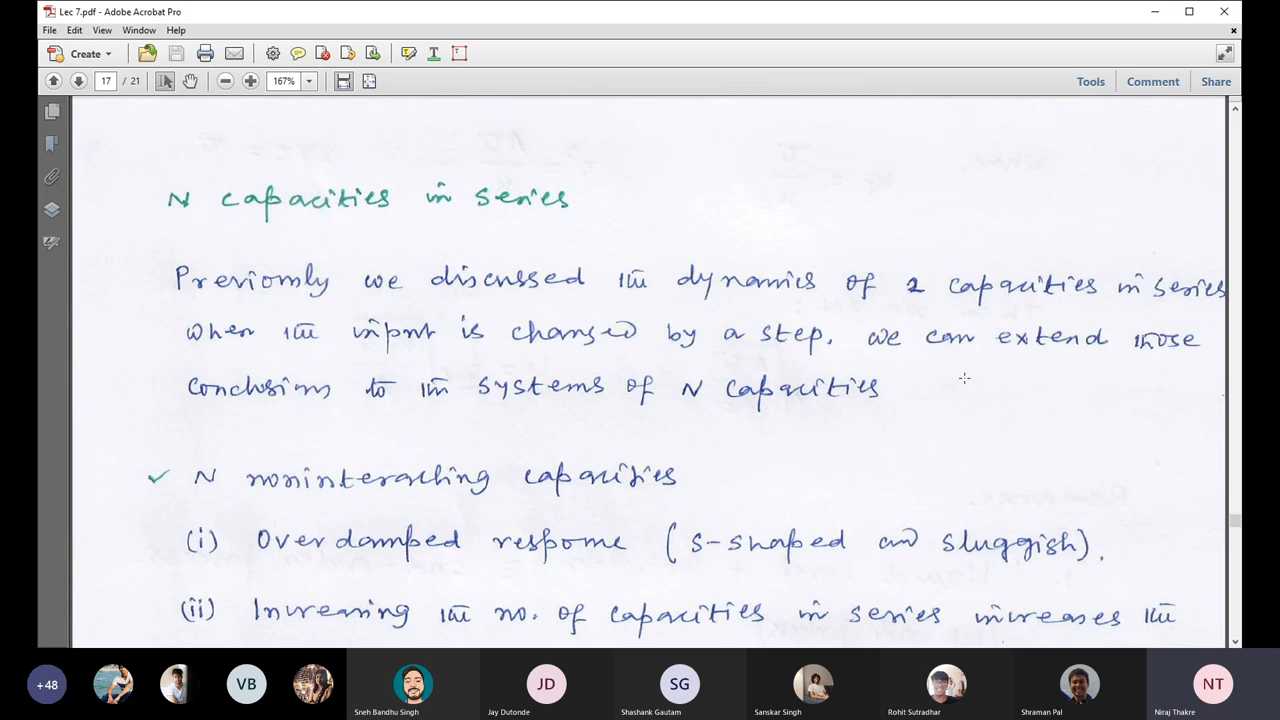 Lec 7.pdf - Adobe Acrobat Pro
File Edit View Window Help
Create
17 / 21 167% Tools Comment Share
N capacities in series
Previously we discussed the dynamics of 2 capacities in series
when the input is changed by a step. We can extend those
conclusions to the systems of N capacities
✓ N noninteracting capacities
(i) Overdamped response (S-shaped and sluggish).
(ii) Increasing the no. of capacities in series increases the
+48 VB JD SG NT
Sneh Bandhu Singh Jay Dutonde Shashank Gautam Sanskar Singh Rohit Sutradhar Shraman Pal Niraj Thakre